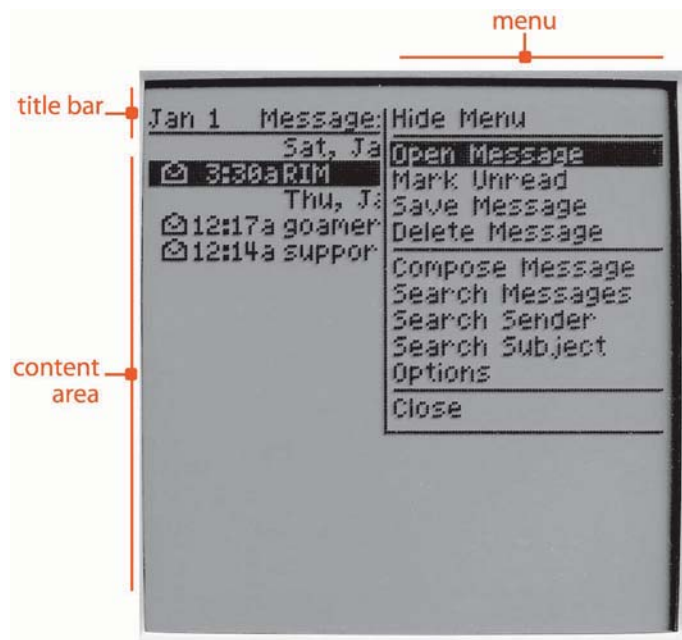 menu
title bar
Jan 1 Message:
Hide Menu
Sat, Ja
Open Message
3:30a RIM
Mark Unread
Thu, Ja
Save Message
12:17a goamer
Delete Message
12:14a suppor
Compose Message
Search Messages
Search Sender
Search Subject
Options
Close
content
area